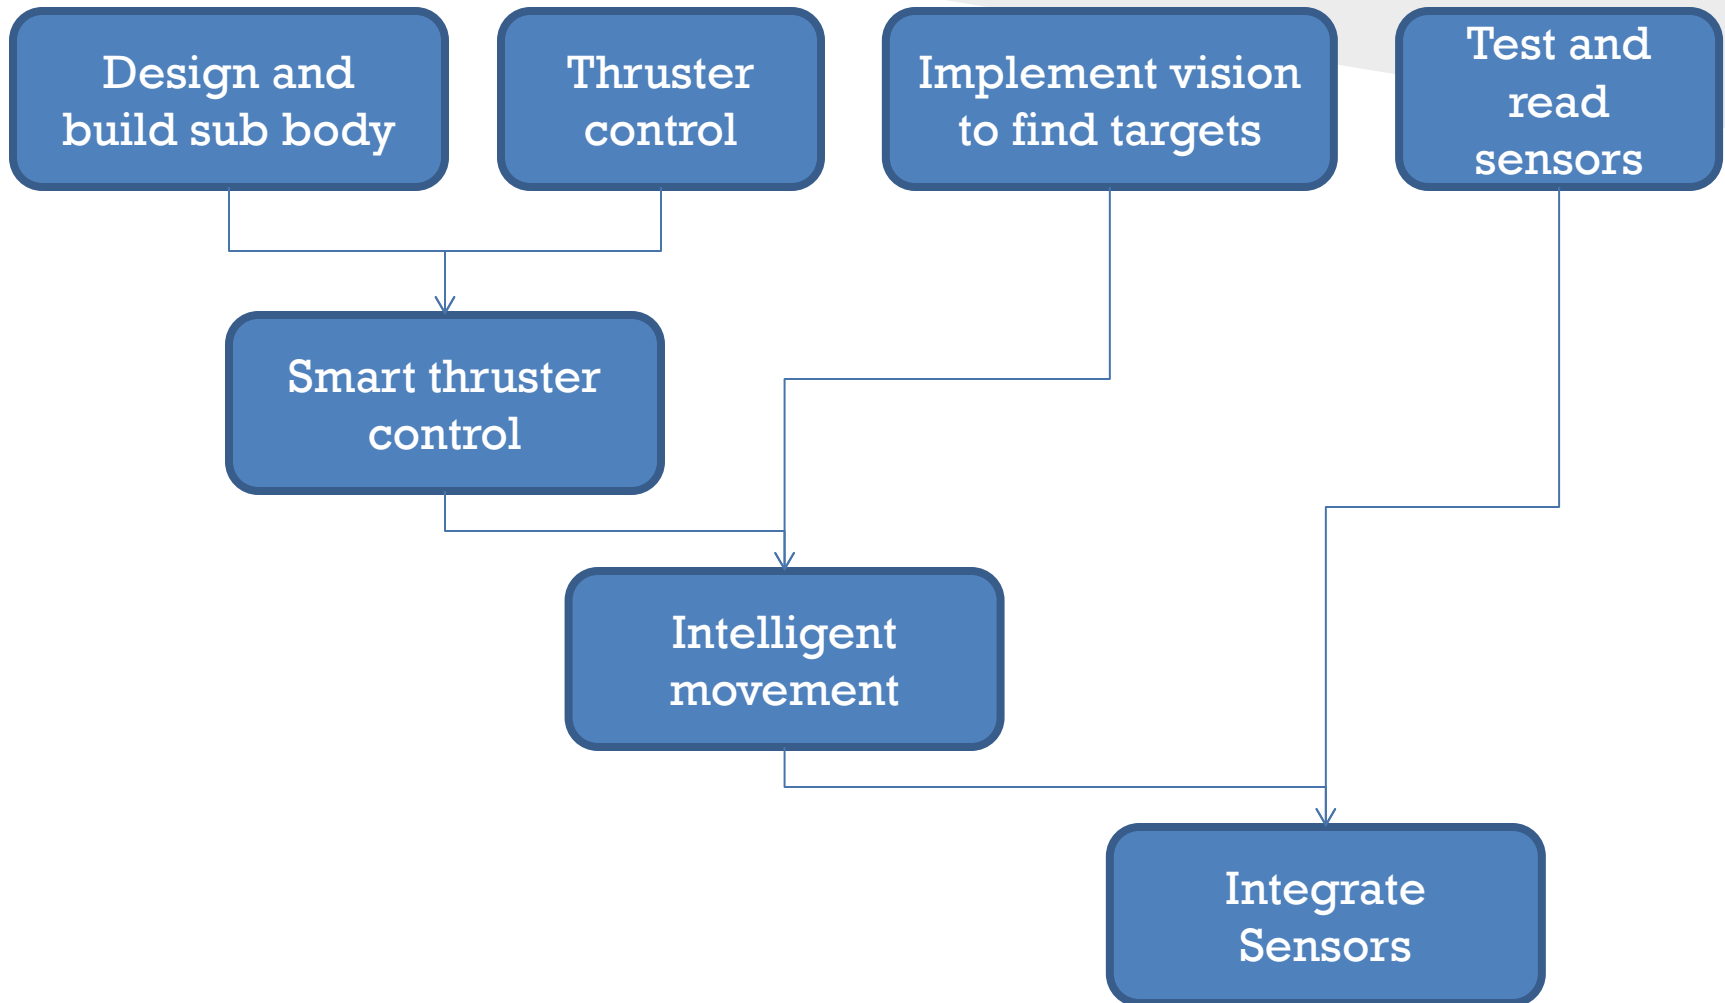 Design and
build sub body
Thruster
control
Implement vision
to find targets
Test and
read
sensors
Smart thruster
control
Intelligent
movement
Integrate
Sensors